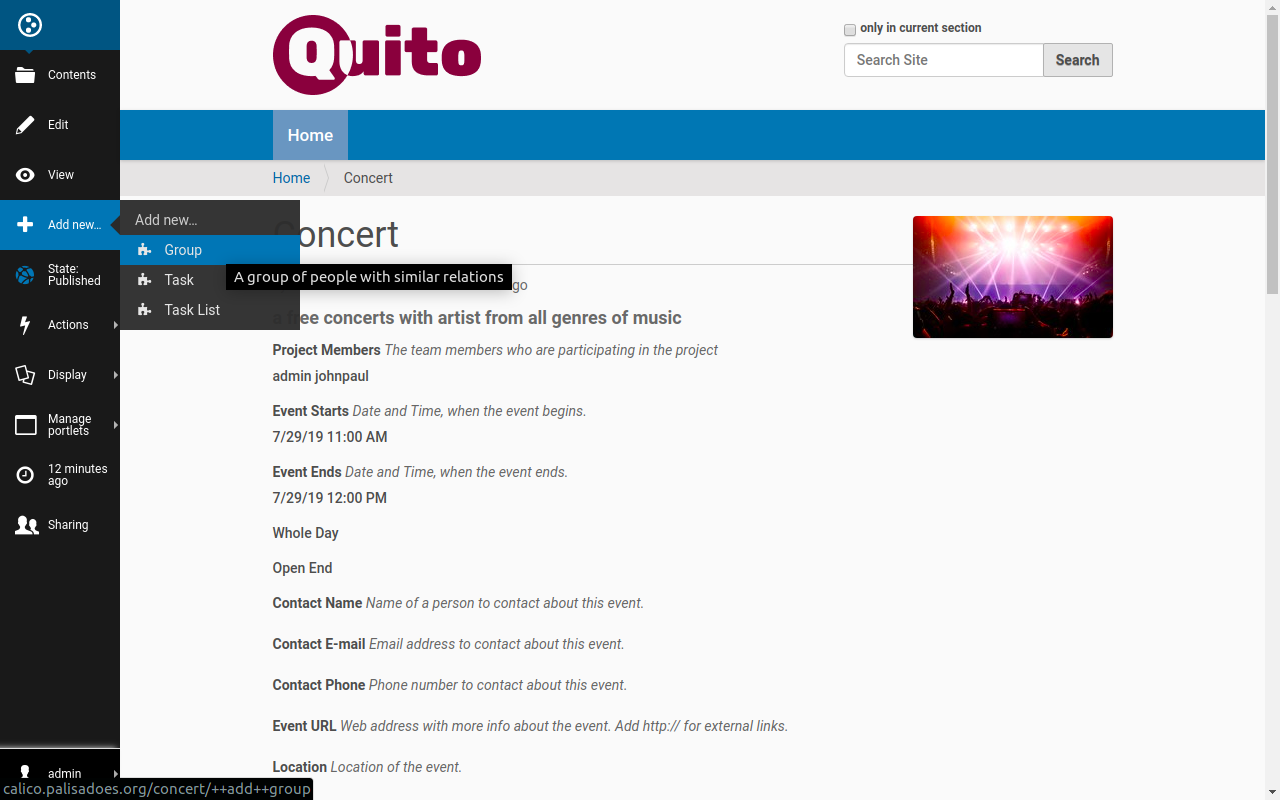 Quito
only in current section
Search Site
Search
Home
Home
Concert
Contents
Edit
View
Add new…
State:
Published
Actions
Display
Manage
portlets
12 minutes
ago
Sharing
admin
Add new…
Group
Task
Task List
A group of people with similar relations
Concert
go
a free concerts with artist from all genres of music
Project Members The team members who are participating in the project
admin johnpaul
Event Starts Date and Time, when the event begins.
7/29/19 11:00 AM
Event Ends Date and Time, when the event ends.
7/29/19 12:00 PM
Whole Day
Open End
Contact Name Name of a person to contact about this event.
Contact E-mail Email address to contact about this event.
Contact Phone Phone number to contact about this event.
Event URL Web address with more info about the event. Add http:// for external links.
Location Location of the event.
calico.palisadoes.org/concert/++add++group